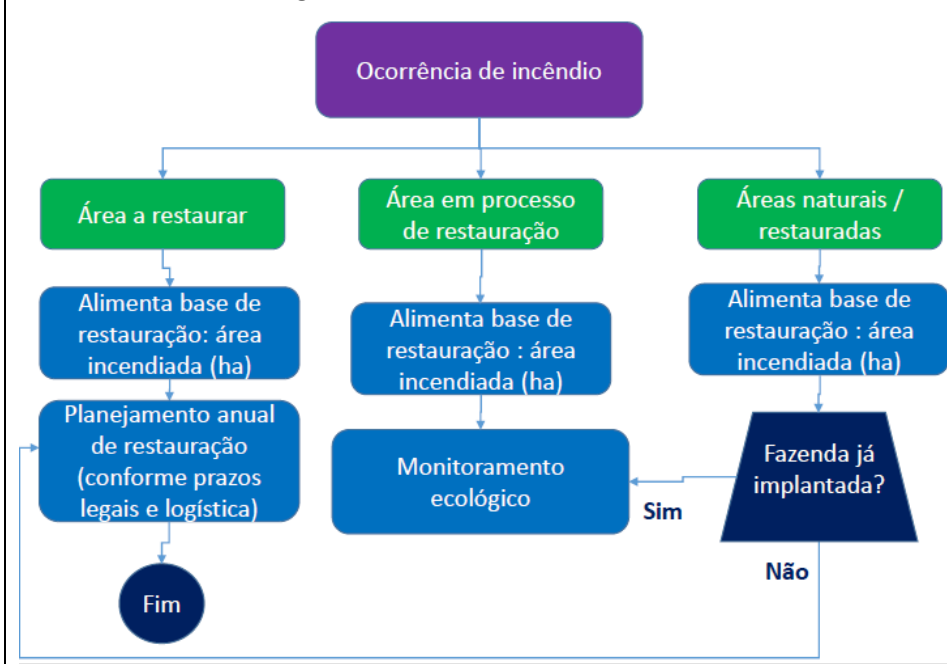 Ocorrência de incêndio
Área a restaurar
Área em processo
de restauração
Áreas naturais /
restauradas
Alimenta base de
restauração: área
incendiada (ha)
Alimenta base de
restauração : área
incendiada (ha)
Alimenta base de
restauração : área
incendiada (ha)
Planejamento anual
de restauração
(conforme prazos
legais e logística)
Monitoramento
ecológico
Fazenda já
implantada?
Sim
Não
Fim